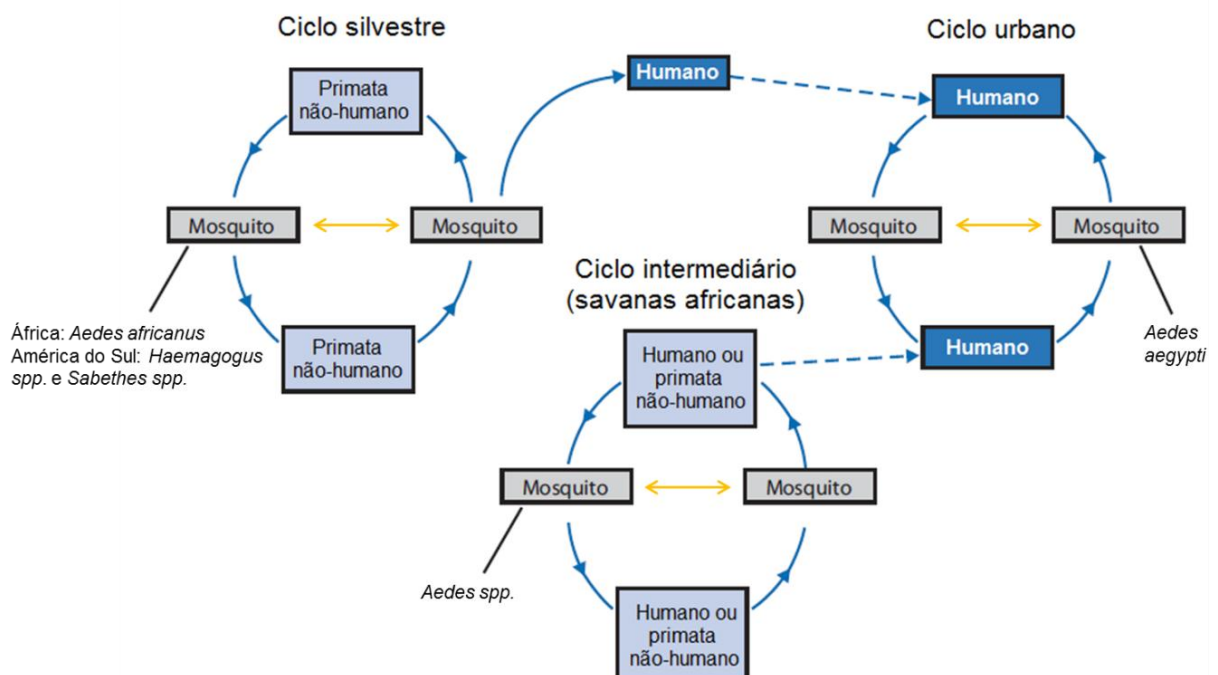 Ciclo silvestre
Primata
não-humano
Mosquito
Mosquito
Primata
não-humano
África: Aedes africanus
América do Sul: Haemagogus
spp. e Sabethes spp.
Humano
Ciclo urbano
Humano
Mosquito
Mosquito
Humano
Aedes
aegypti
Ciclo intermediário
(savanas africanas)
Humano ou
primata
não-humano
Mosquito
Mosquito
Aedes spp.
Humano ou
primata
não-humano